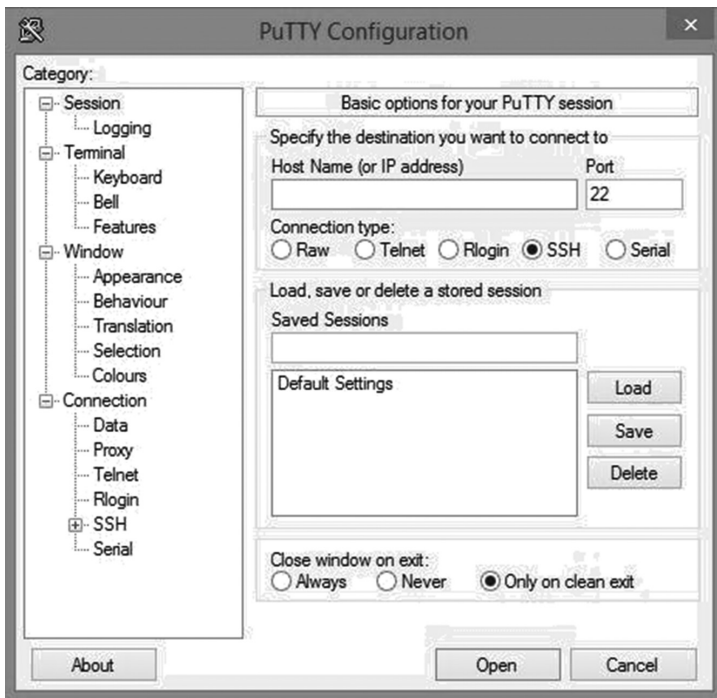 PuTTY Configuration
Category:
Session
Logging
Terminal
Keyboard
Bell
Features
Window
Appearance
Behaviour
Translation
Selection
Colours
Connection
Data
Proxy
Telnet
Rlogin
SSH
Serial
Basic options for your PuTTY session
Specify the destination you want to connect to
Host Name (or IP address) Port
22
Connection type:
Raw Telnet Rlogin SSH Serial
Load, save or delete a stored session
Saved Sessions
Default Settings
Load
Save
Delete
Close window on exit:
Always Never Only on clean exit
About Open Cancel